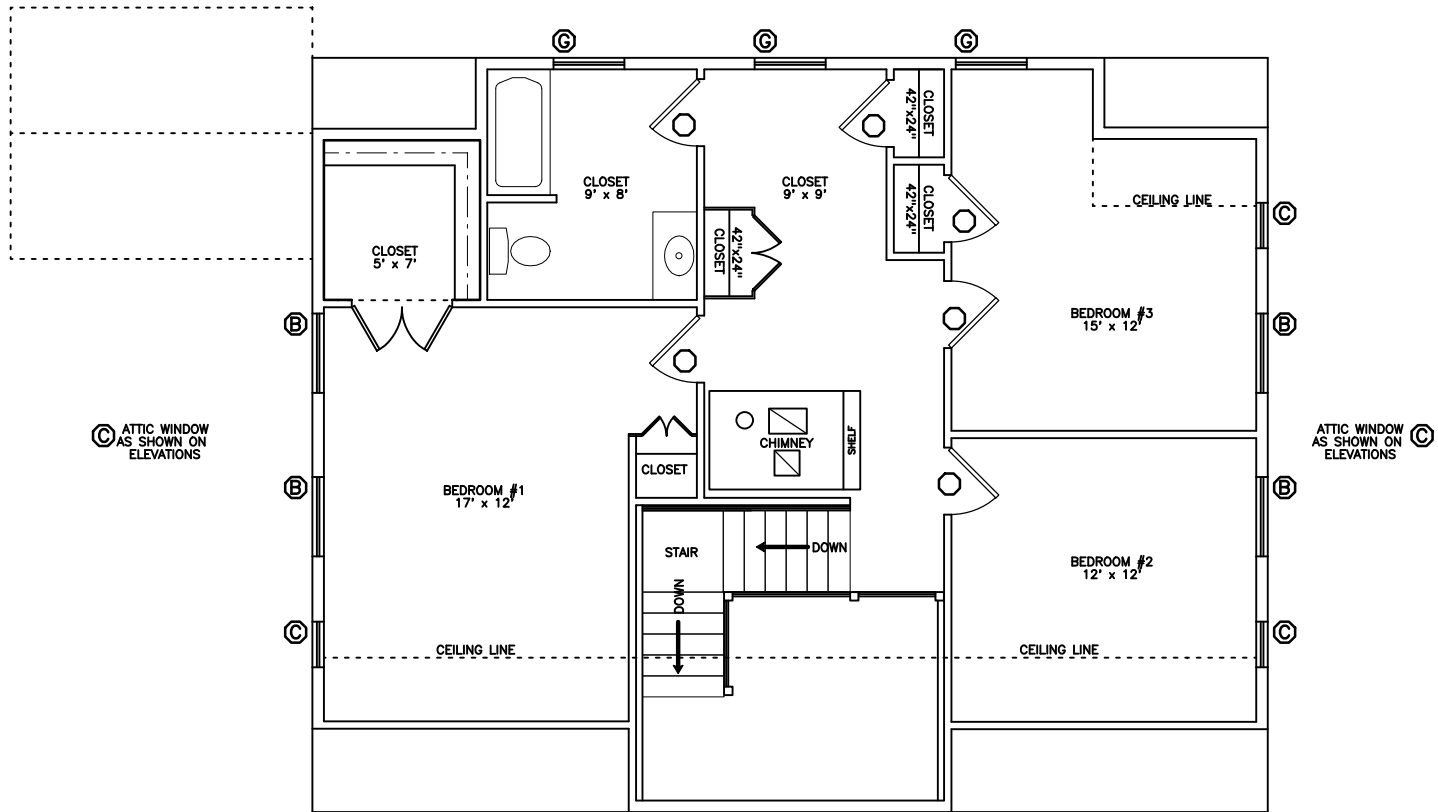 G
G
G
CLOSET
42"x24"
CLOSET
9' x 8'
CLOSET
9' x 9'
CLOSET
42"x24"
CEILING LINE
C
CLOSET
5' x 7'
42"x24"
CLOSET
B
BEDROOM #3
15' x 12'
B
C
ATTIC WINDOW
AS SHOWN ON
ELEVATIONS
CHIMNEY
SHELF
ATTIC WINDOW
AS SHOWN ON
ELEVATIONS
C
CLOSET
B
BEDROOM #1
17' x 12'
B
STAIR
DOWN
BEDROOM #2
12' x 12'
DOWN
C
CEILING LINE
CEILING LINE
C